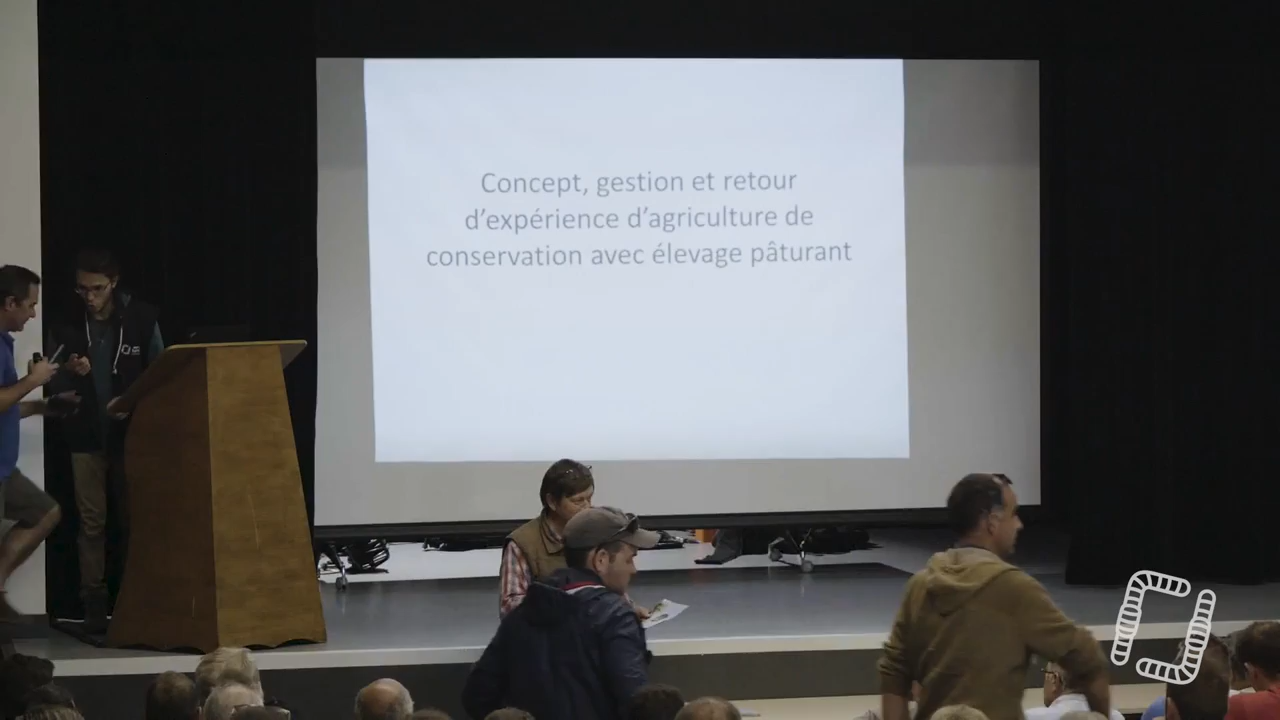 Concept, gestion et retour
d’expérience d’agriculture de
conservation avec élevage pâturant